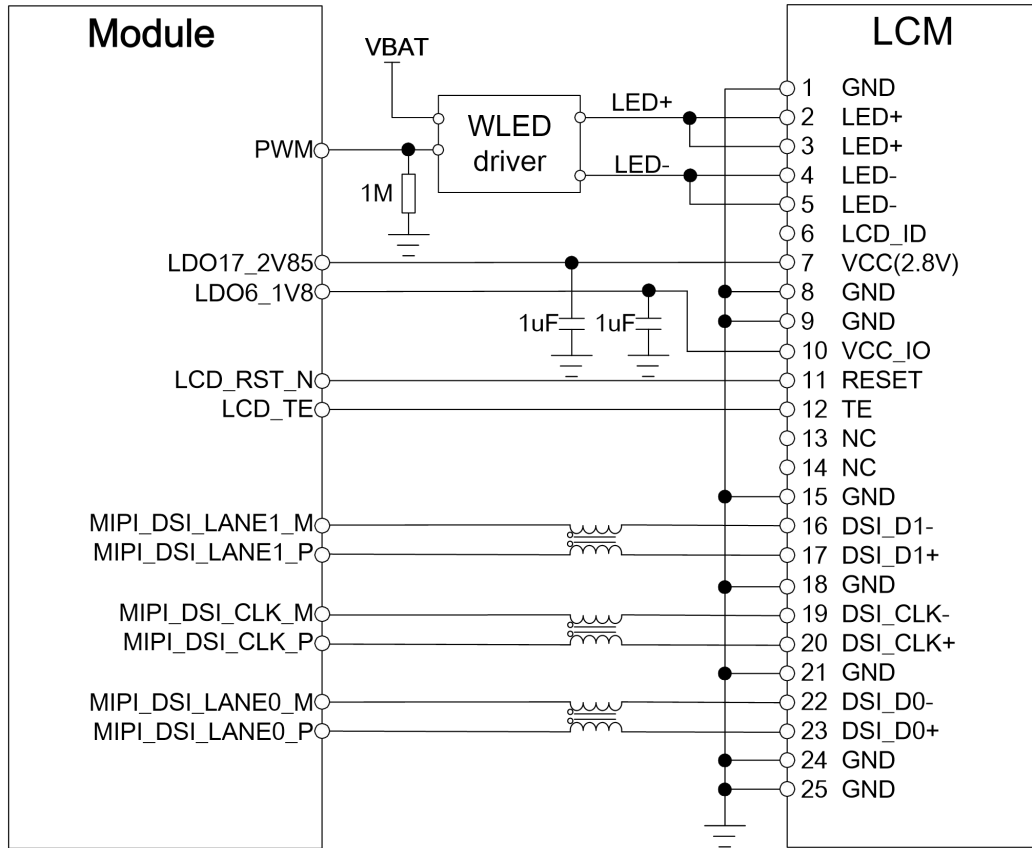 Module
LCM
VBAT
WLED
driver
LED+
LED-
PWM
1M
LDO17_2V85
LDO6_1V8
1uF
1uF
LCD_RST_N
LCD_TE
MIPI_DSI_LANE1_M
MIPI_DSI_LANE1_P
MIPI_DSI_CLK_M
MIPI_DSI_CLK_P
MIPI_DSI_LANE0_M
MIPI_DSI_LANE0_P
1 GND
2 LED+
3 LED+
4 LED-
5 LED-
6 LCD_ID
7 VCC(2.8V)
8 GND
9 GND
10 VCC_IO
11 RESET
12 TE
13 NC
14 NC
15 GND
16 DSI_D1-
17 DSI_D1+
18 GND
19 DSI_CLK-
20 DSI_CLK+
21 GND
22 DSI_D0-
23 DSI_D0+
24 GND
25 GND